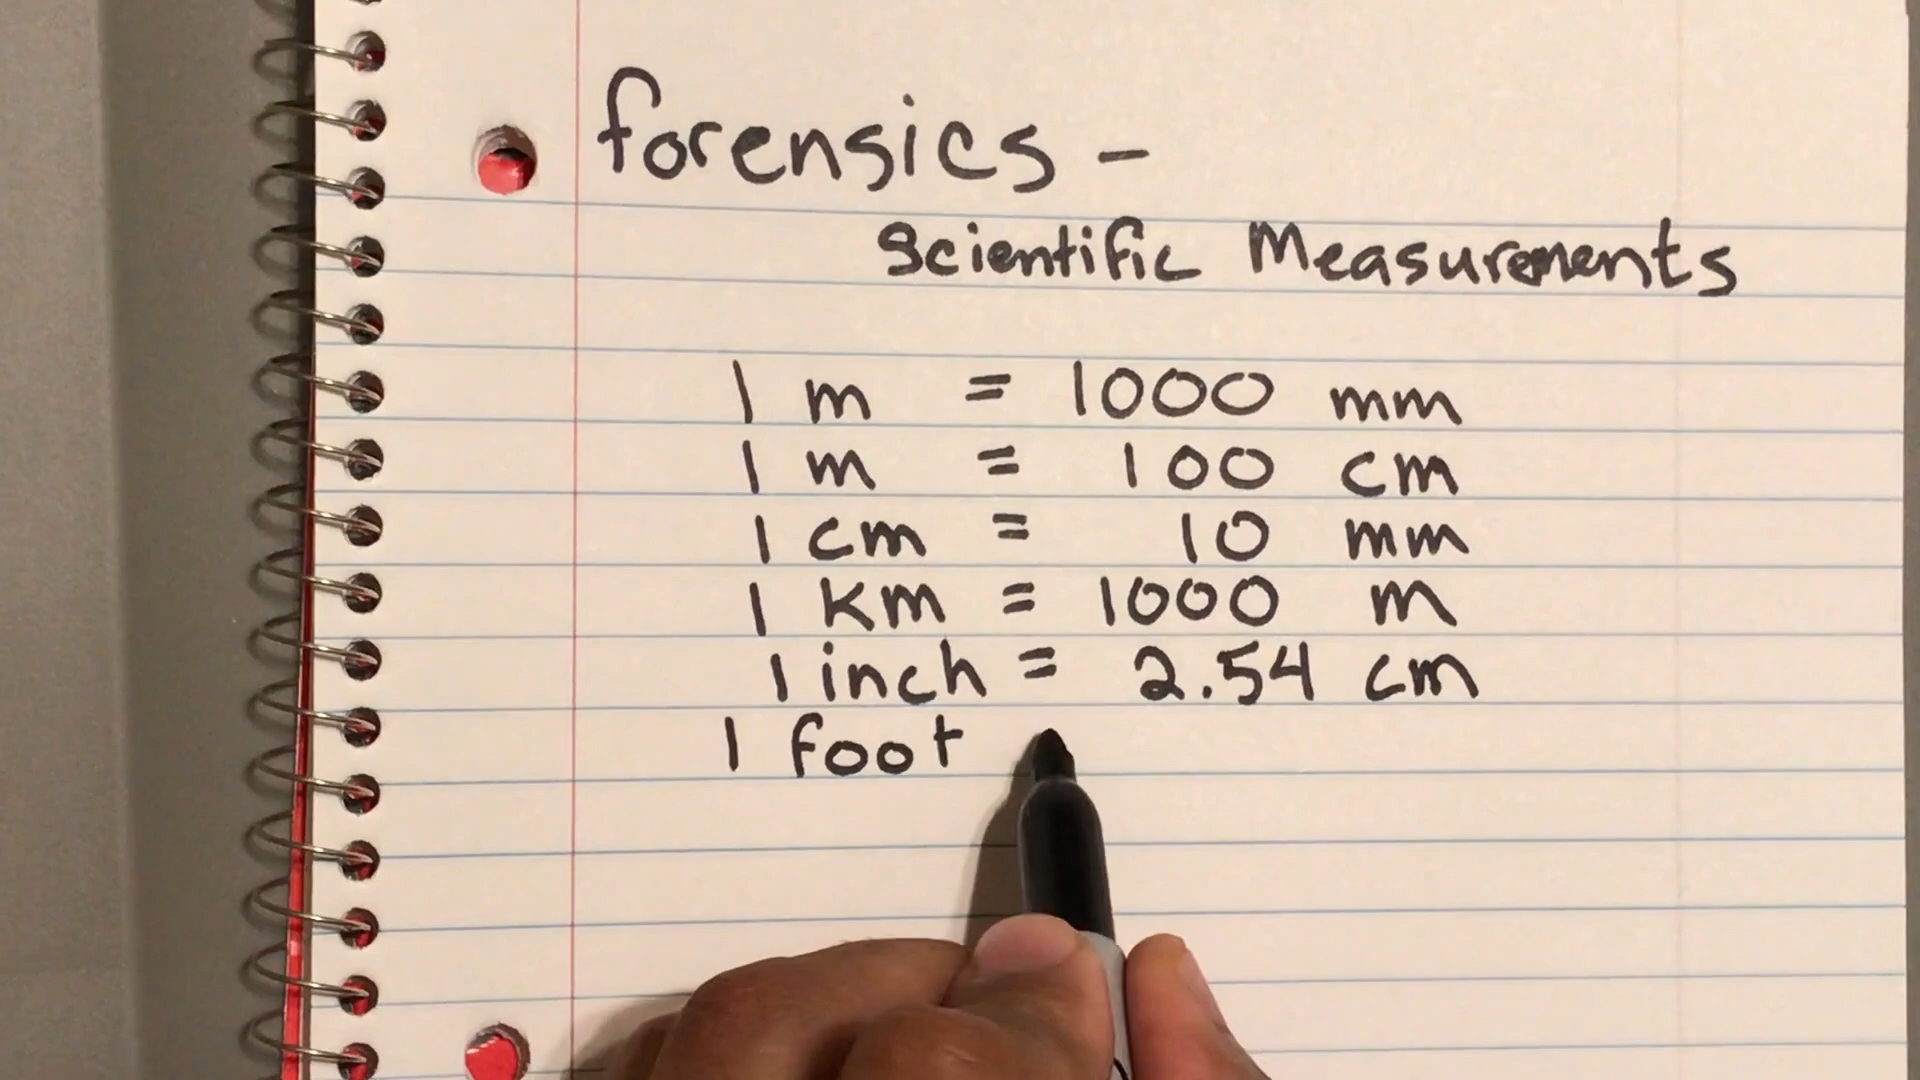 forensics -
Scientific Measurements
1 m = 1000 mm
1 m = 100 cm
1 cm = 10 mm
1 Km = 1000 m
1 inch = 2.54 cm
1 foot